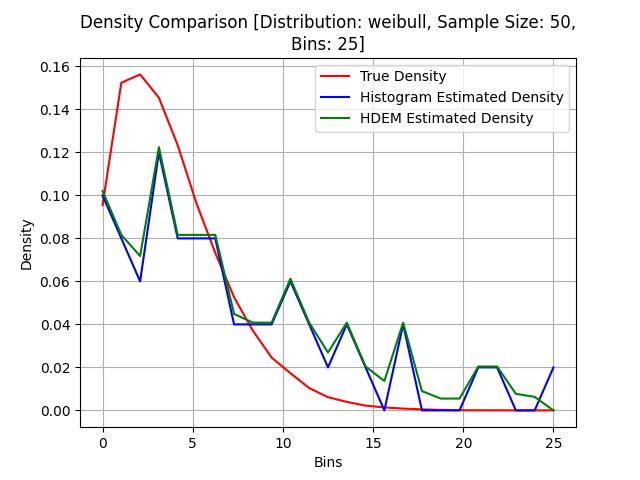 Density Comparison [Distribution: weibull, Sample Size: 50,
Bins: 25]
True Density
Histogram Estimated Density
HDEM Estimated Density
Density
0.16
0.14
0.12
0.10
0.08
0.06
0.04
0.02
0.00
0 5 10 15 20 25
Bins